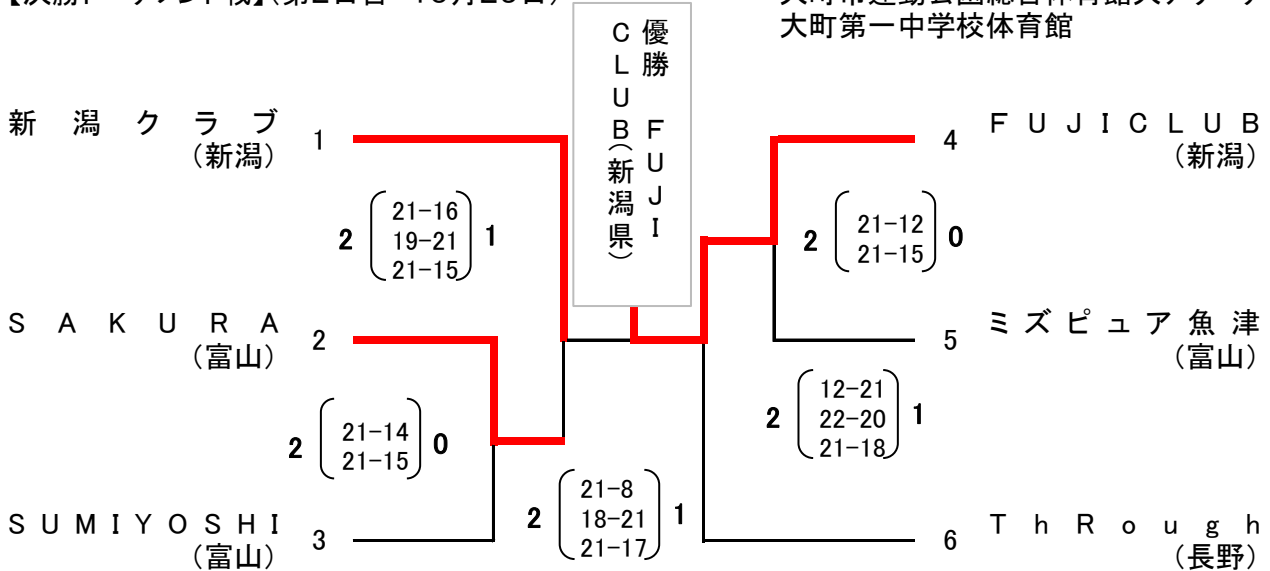 大町第一中学校体育館
優勝 FUJI
CLUB(新潟県)
新潟クラブ
(新潟)
1
4
FUJICLUB
(新潟)
2
21-16
19-21
21-15
1
2
21-12
21-15
0
SAKURA
(富山)
2
5
ミズピュア魚津
(富山)
2
21-14
21-15
0
2
12-21
22-20
21-18
1
2
21-8
18-21
21-17
1
SUMIYOSHI
(富山)
3
6
ThRough
(長野)